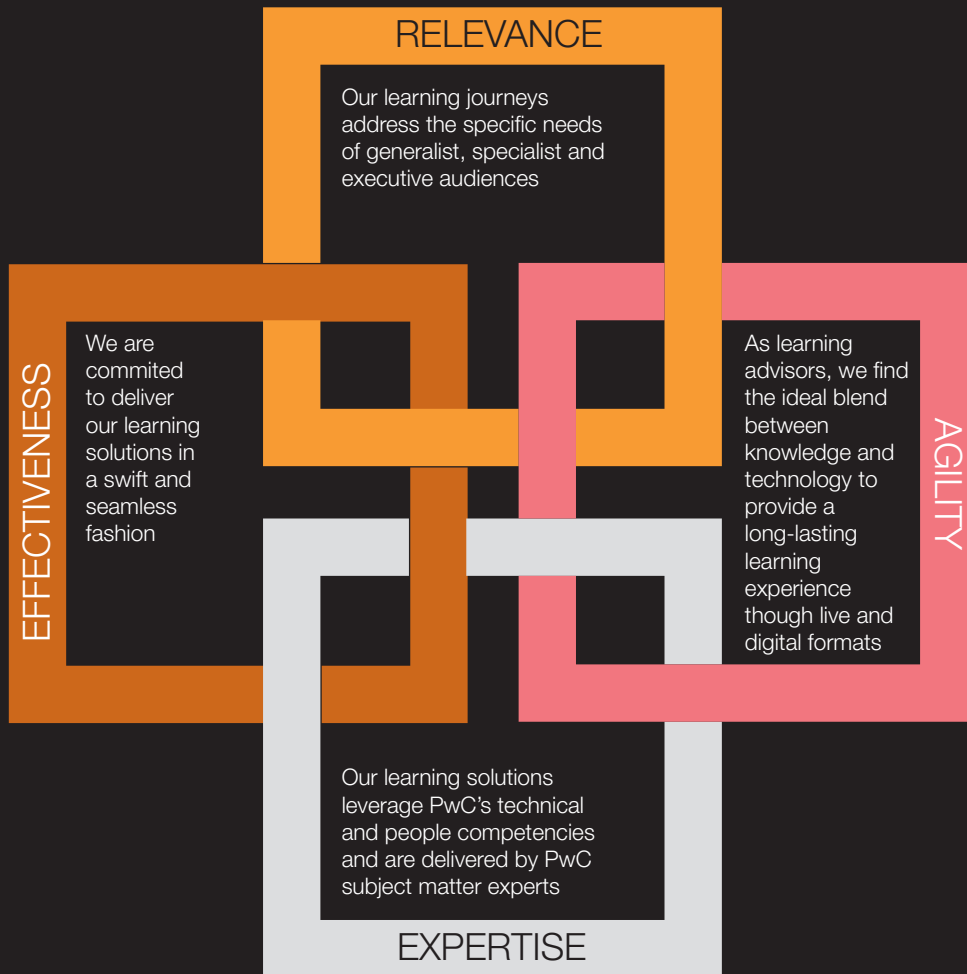 RELEVANCE
Our learning journeys
address the specific needs
of generalist, specialist and
executive audiences
EFFECTIVENESS
We are
commited
to deliver
our learning
solutions in
a swift and
seamless
fashion
As learning
advisors, we find
the ideal blend
between
knowledge and
technology to
provide a
long-lasting
learning
experience
though live and
digital formats
AGILITY
Our learning solutions
leverage PwC’s technical
and people competencies
and are delivered by PwC
subject matter experts
EXPERTISE